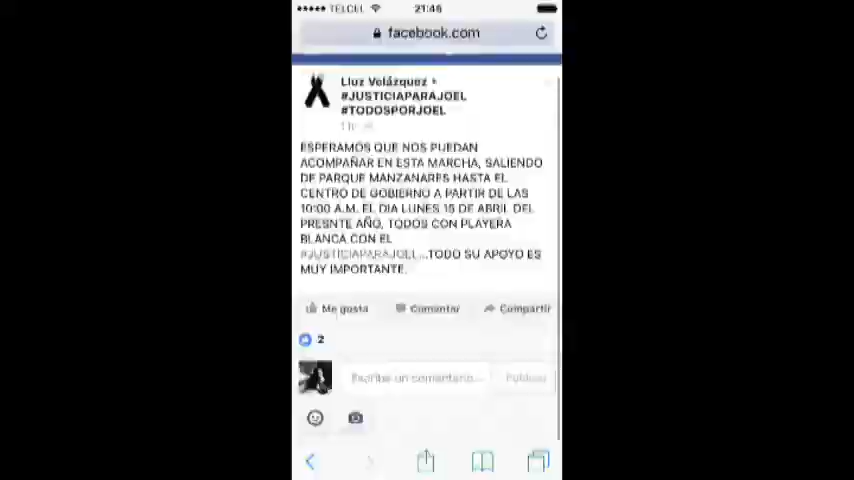 TELCEL
21:46
facebook.com
Lluz Velázquez ▸
#JUSTICIAPARAJOEL
#TODOSPORJOEL
ESPERAMOS QUE NOS PUEDAN
ACOMPAÑAR EN ESTA MARCHA, SALIENDO
DE PARQUE MANZANARES HASTA EL
CENTRO DE GOBIERNO A PARTIR DE LAS
10:00 A.M. EL DIA LUNES 15 DE ABRIL DEL
PRESNTE AÑO, TODOS CON PLAYERA
BLANCA CON EL
#JUSTICIAPARAJOEL...TODO SU APOYO ES
MUY IMPORTANTE.
Me gusta Comentar Compartir
2
Escribe un comentario... Publicar